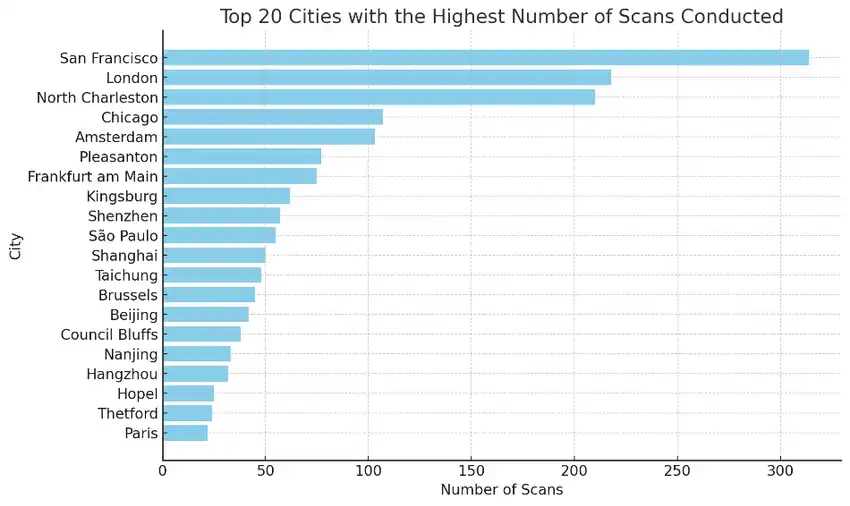 Top 20 Cities with the Highest Number of Scans Conducted
City
San Francisco
London
North Charleston
Chicago
Amsterdam
Pleasanton
Frankfurt am Main
Kingsburg
Shenzhen
São Paulo
Shanghai
Taichung
Brussels
Beijing
Council Bluffs
Nanjing
Hangzhou
Hopel
Thetford
Paris
0 50 100 150 200 250 300
Number of Scans